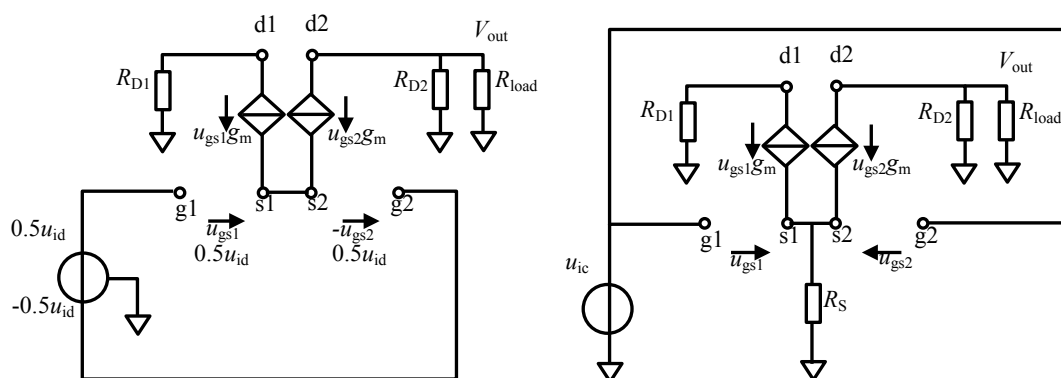 d1 d2 V_out
R_D1 R_D2 R_load
u_gs1g_m u_gs2g_m
g1 s1 s2 g2
0.5u_id u_gs1 -u_gs2
0.5u_id 0.5u_id
-0.5u_id
d1 d2 V_out
R_D1 R_D2 R_load
u_gs1g_m u_gs2g_m
g1 s1 s2 g2
u_ic u_gs1 u_gs2
R_S